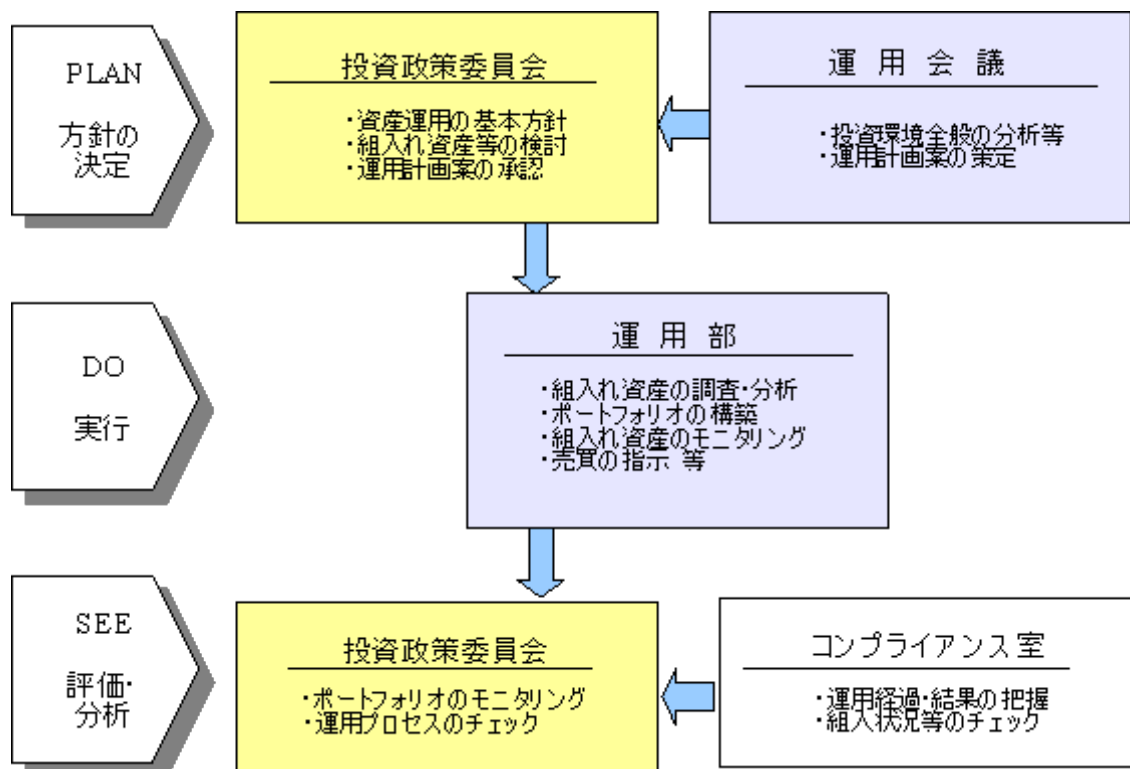 PLAN
方針の
決定
投資政策委員会
・資産運用の基本方針
・組入れ資産等の検討
・運用計画案の承認
運用会議
・投資環境全般の分析等
・運用計画案の策定
DO
実行
運用部
・組入れ資産の調査・分析
・ポートフォリオの構築
・組入れ資産のモニタリング
・売買の指示 等
SEE
評価・
分析
投資政策委員会
・ポートフォリオのモニタリング
・運用プロセスのチェック
コンプライアンス室
・運用経過・結果の把握
・組入状況等のチェック